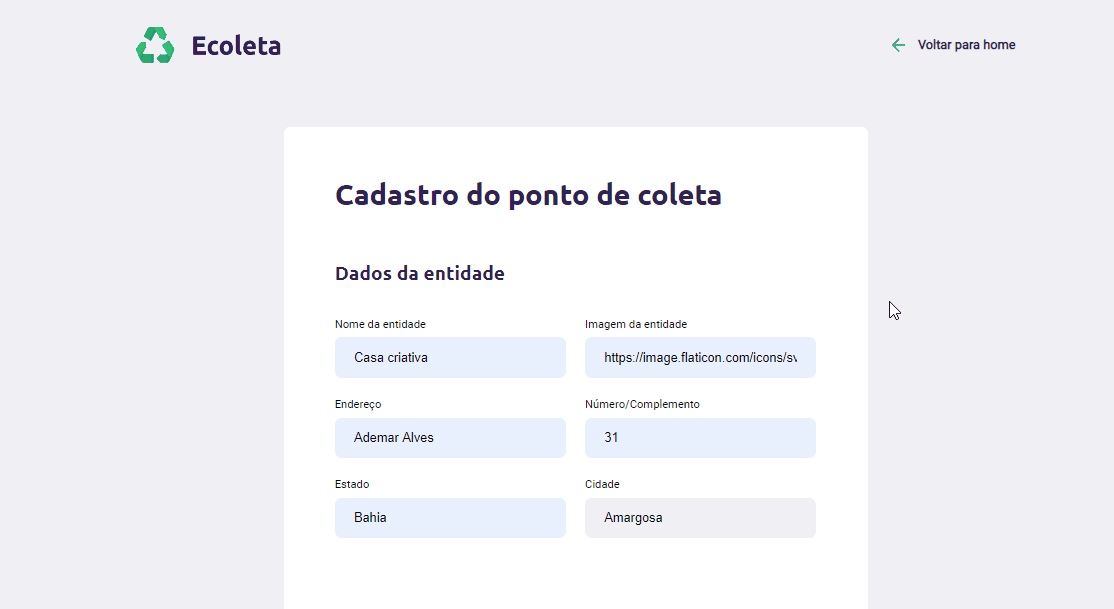 Ecoleta
Voltar para home
Cadastro do ponto de coleta
Dados da entidade
Nome da entidade
Imagem da entidade
Casa criativa
https://image.flaticon.com/icons/sv
Endereço
Número/Complemento
Ademar Alves
31
Estado
Cidade
Bahia
Amargosa